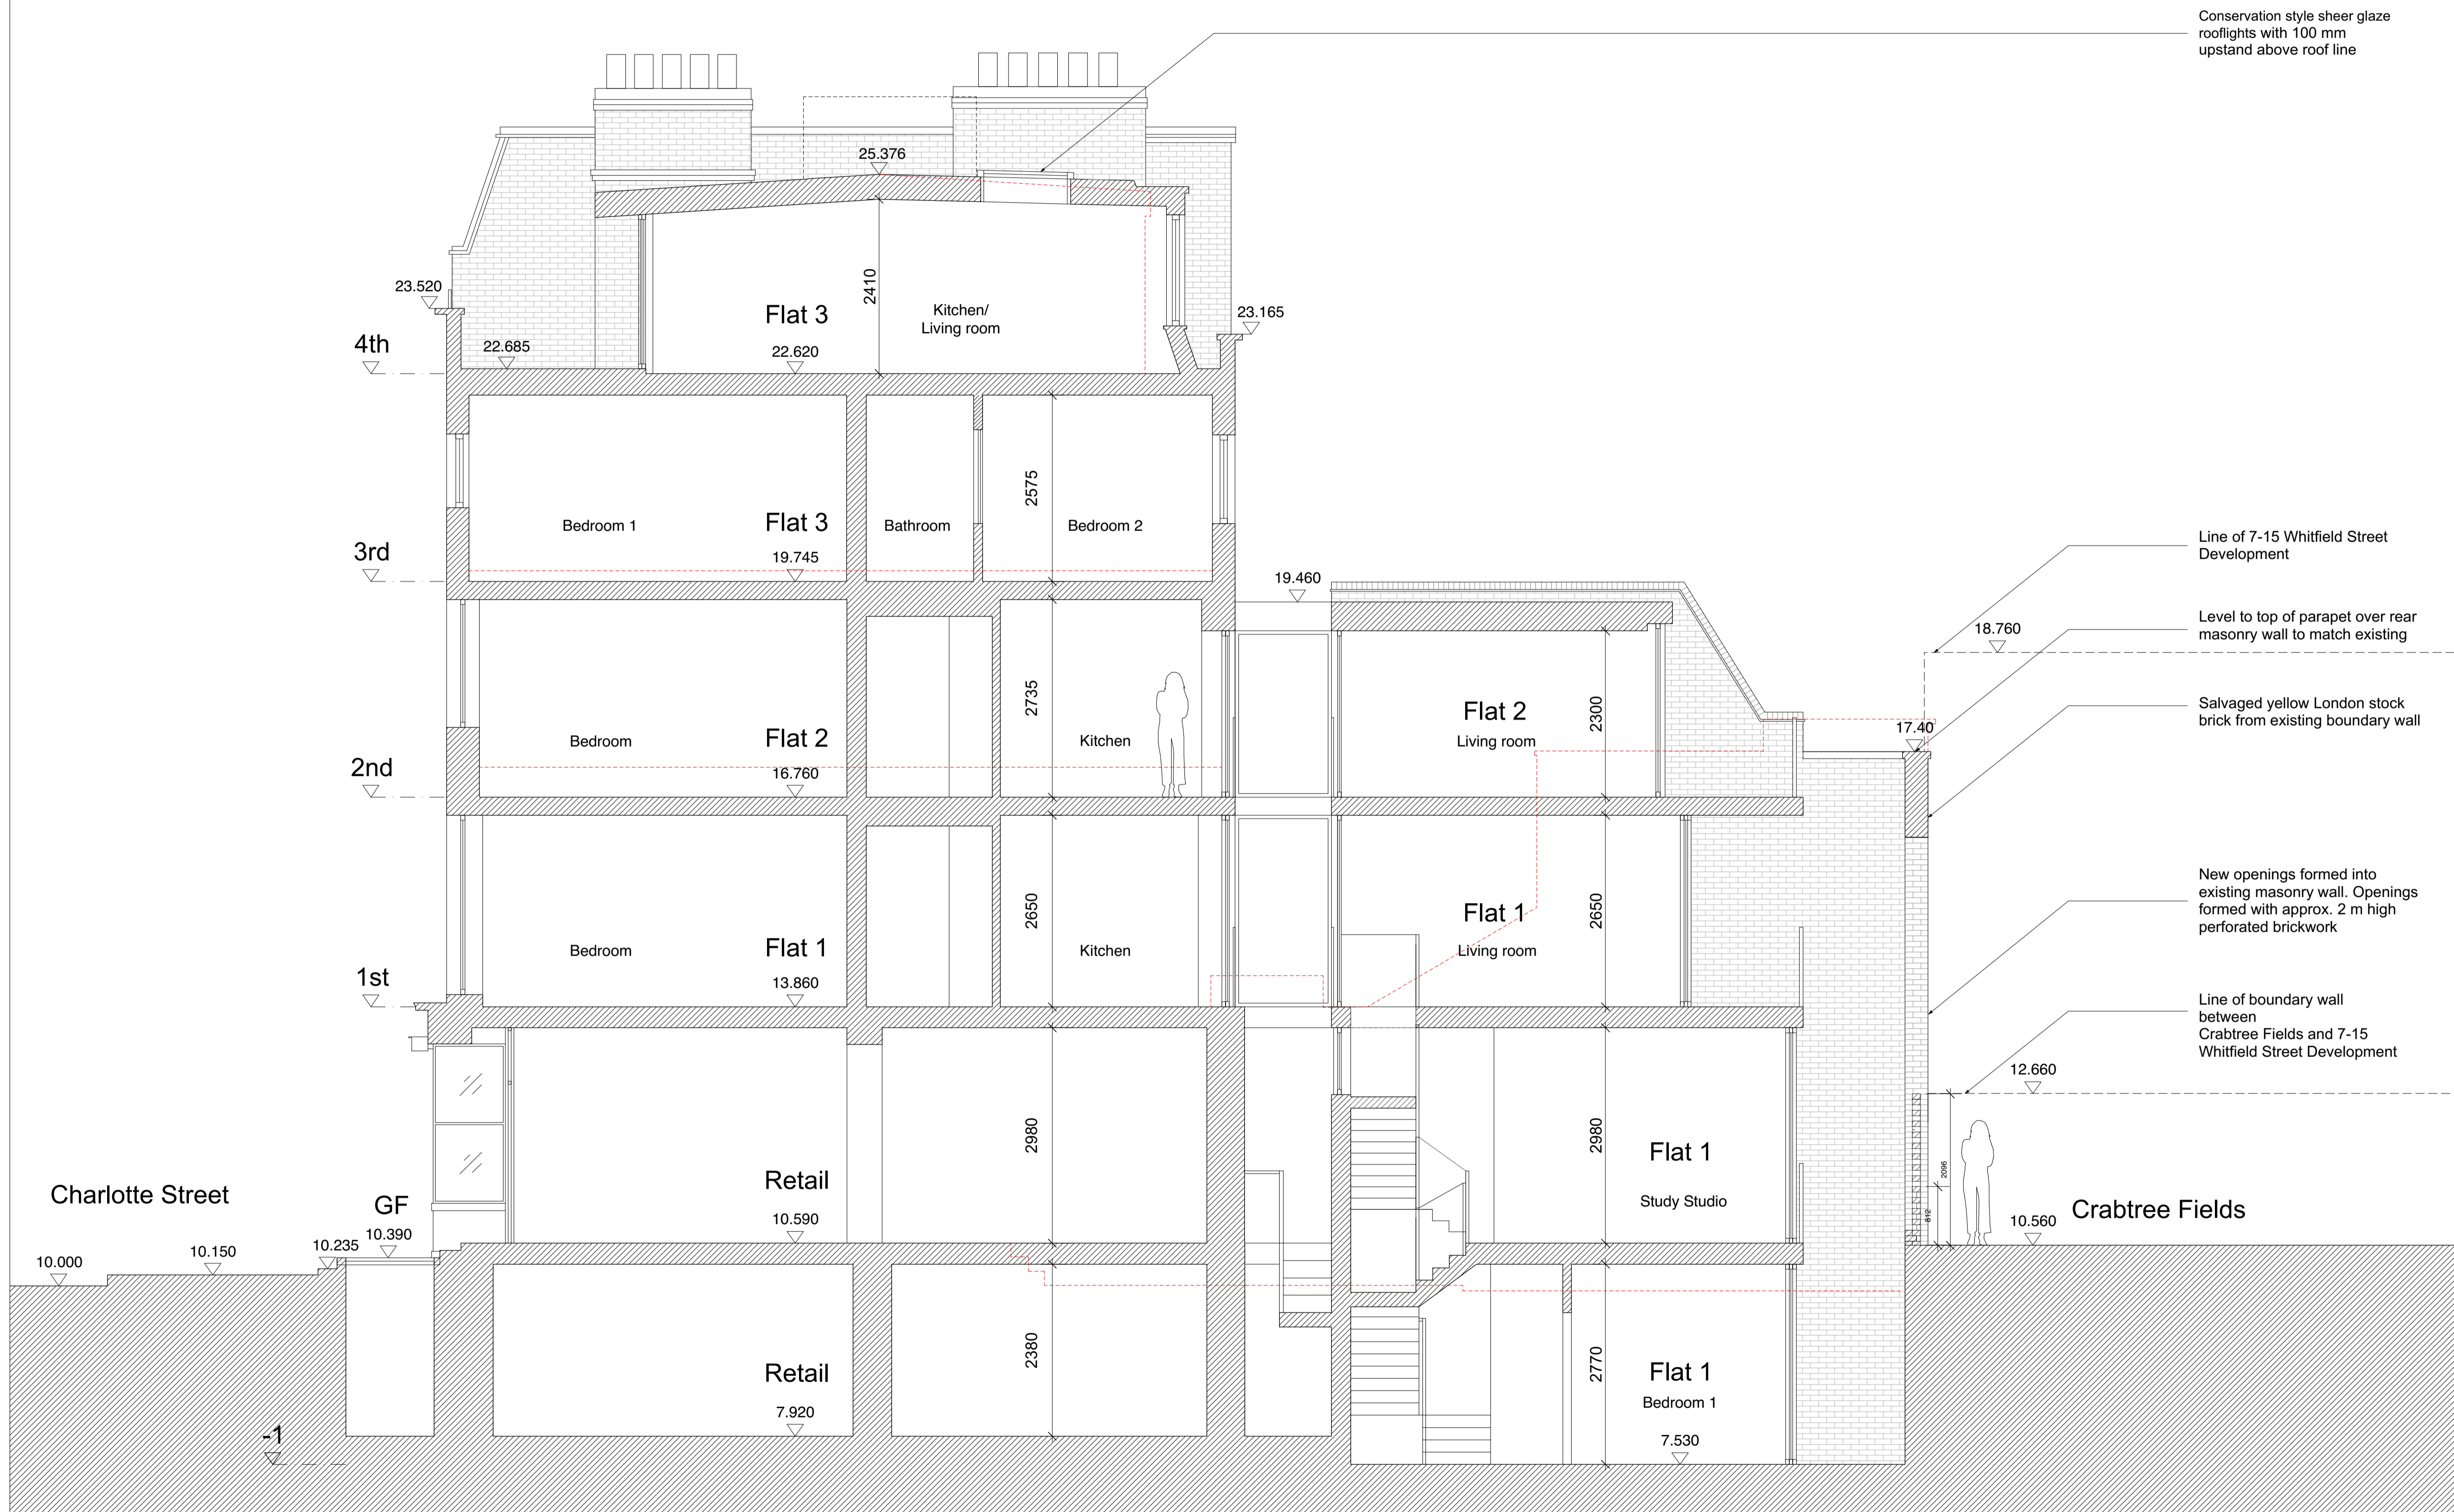 Conservation style sheer glaze
rooflights with 100 mm
upstand above roof line
25.376
23.520
2410
Flat 3
Kitchen/
Living room
23.165
4th
22.685
22.620
2575
Bedroom 1
Flat 3
Bathroom
Bedroom 2
3rd
19.745
19.460
Line of 7-15 Whitfield Street
Development
18.760
Level to top of parapet over rear
masonry wall to match existing
2735
2300
Flat 2
Living room
Salvaged yellow London stock
brick from existing boundary wall
17.40
Bedroom
Flat 2
Kitchen
2nd
16.760
2650
2650
Flat 1
Living room
New openings formed into
existing masonry wall. Openings
formed with approx. 2 m high
perforated brickwork
Bedroom
Flat 1
Kitchen
1st
13.860
Line of boundary wall
between
Crabtree Fields and 7-15
Whitfield Street Development
12.660
2980
2980
Flat 1
Study Studio
2096
812
Charlotte Street
GF
Retail
Crabtree Fields
10.000
10.150
10.235
10.390
10.590
10.560
2380
2770
Retail
Flat 1
Bedroom 1
7.920
-1
7.530